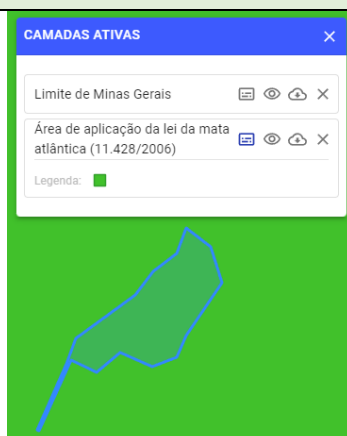 CAMADAS ATIVAS
Limite de Minas Gerais
Área de aplicação da lei da mata
atlântica (11.428/2006)
Legenda: